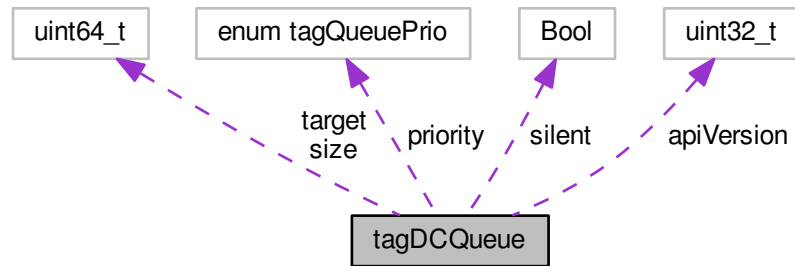 uint64_t
enum tagQueuePrio
Bool
uint32_t
target
size
priority
silent
apiVersion
tagDCQueue